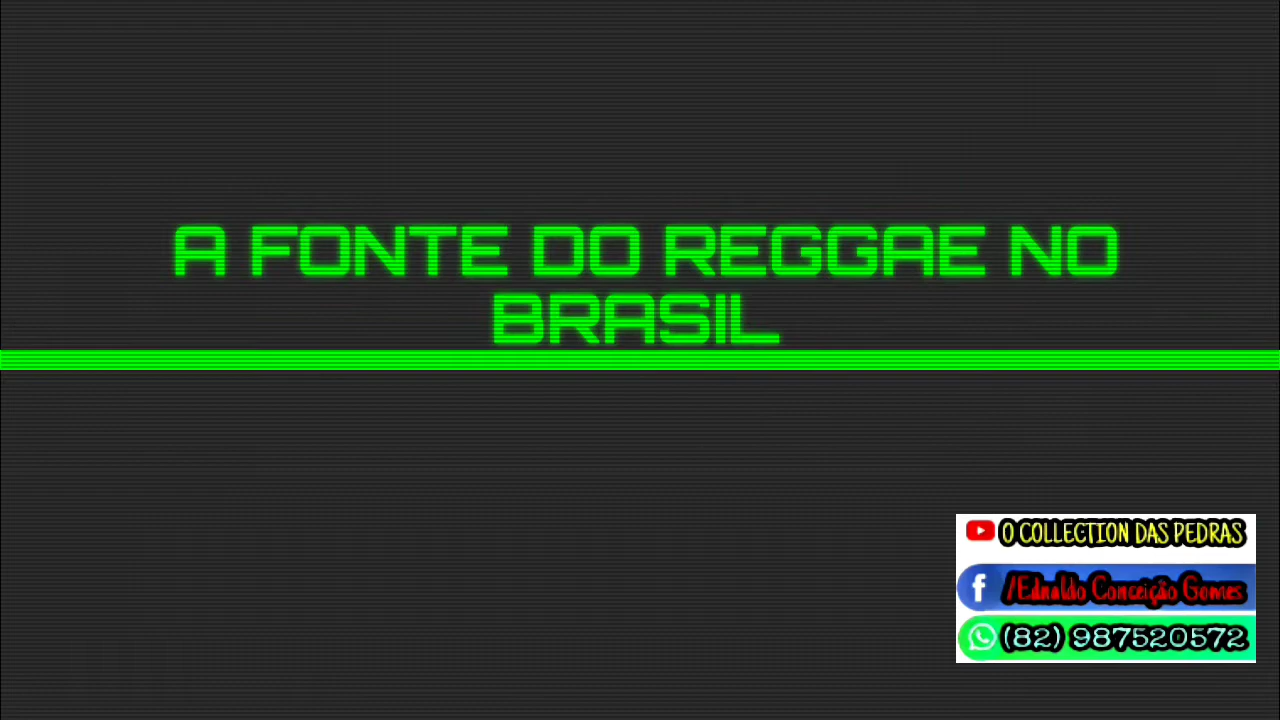 A FONTE DO REGGAE NO
BRASIL
O COLLECTION DAS PEDRAS
f /Ednaldo Conceição Gomes
(82) 987520572